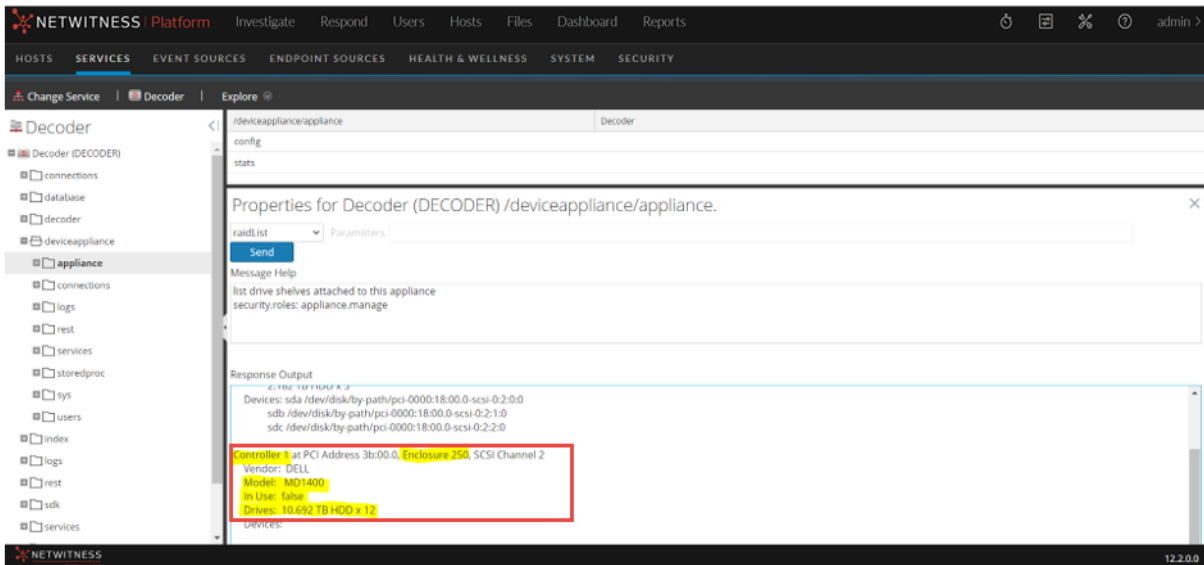 NETWITNESS Platform Investigate Respond Users Hosts Files Dashboard Reports admin >
HOSTS SERVICES EVENT SOURCES ENDPOINT SOURCES HEALTH & WELLNESS SYSTEM SECURITY
Change Service | Decoder | Explore
Decoder
Decoder (DECODER)
connections
database
decoder
deviceappliance
appliance
connections
logs
rest
services
storedproc
sys
users
index
logs
rest
sdk
services
/deviceappliance/appliance Decoder
config
stats
Properties for Decoder (DECODER) /deviceappliance/appliance.
raidList Parameters
Send
Message Help
list drive shelves attached to this appliance
security.roles: appliance.manage
Response Output
Devices: sda /dev/disk/by-path/pci-0000:18:00.0-scsi-0:2:0:0
sdb /dev/disk/by-path/pci-0000:18:00.0-scsi-0:2:1:0
sdc /dev/disk/by-path/pci-0000:18:00.0-scsi-0:2:2:0
Controller 1 at PCI Address 3b:00.0, Enclosure 250, SCSI Channel 2
Vendor: DELL
Model: MD1400
In Use: false
Drives: 10.692 TB HDD x 12
Devices:
NETWITNESS 12.2.0.0